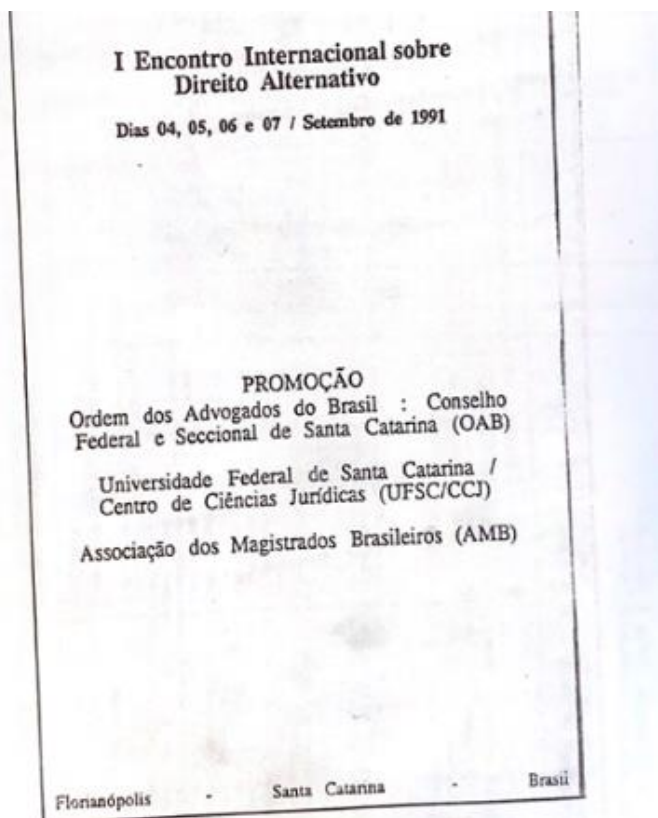 I Encontro Internacional sobre
Direito Alternativo
Dias 04, 05, 06 e 07 / Setembro de 1991
PROMOÇÃO
Ordem dos Advogados do Brasil : Conselho
Federal e Seccional de Santa Catarina (OAB)
Universidade Federal de Santa Catarina /
Centro de Ciências Jurídicas (UFSC/CCJ)
Associação dos Magistrados Brasileiros (AMB)
Florianópolis - Santa Catarina - Brasil